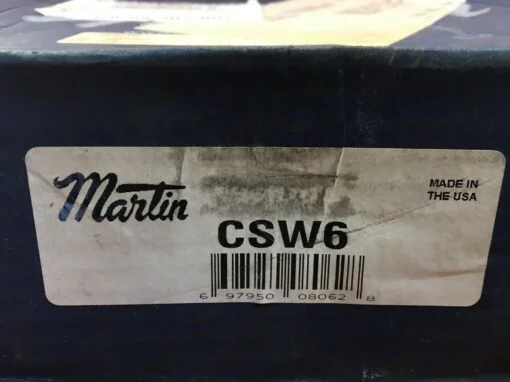 Martin
MADE IN
THE USA
CSW6
6 97950 08062 8